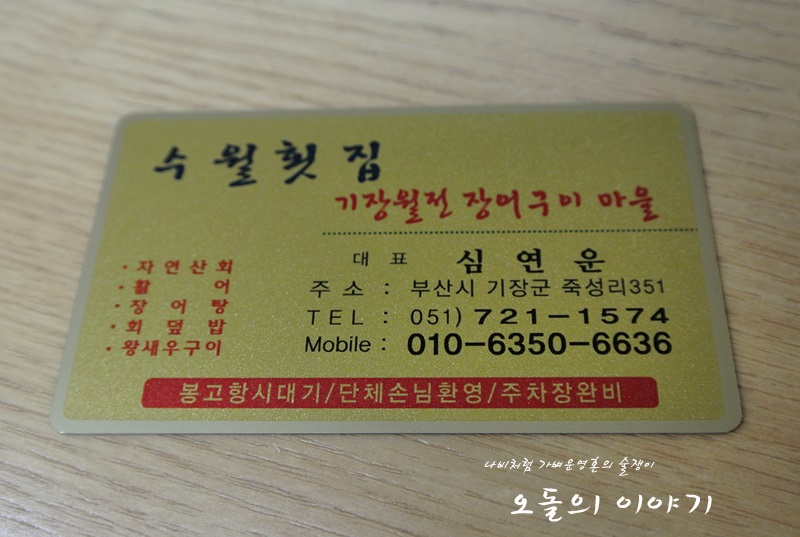 수월횟집
기장월전 장어구이 마을
대표 심연운
주소 : 부산시 기장군 죽성리351
TEL : 051) 721-1574
Mobile : 010-6350-6636
· 자연산회
· 활어
· 장어탕
· 회덮밥
· 왕새우구이
봉고항시대기/단체손님환영/주차장완비
나비처럼 가벼운영혼의 술쟁이
오돌의 이야기